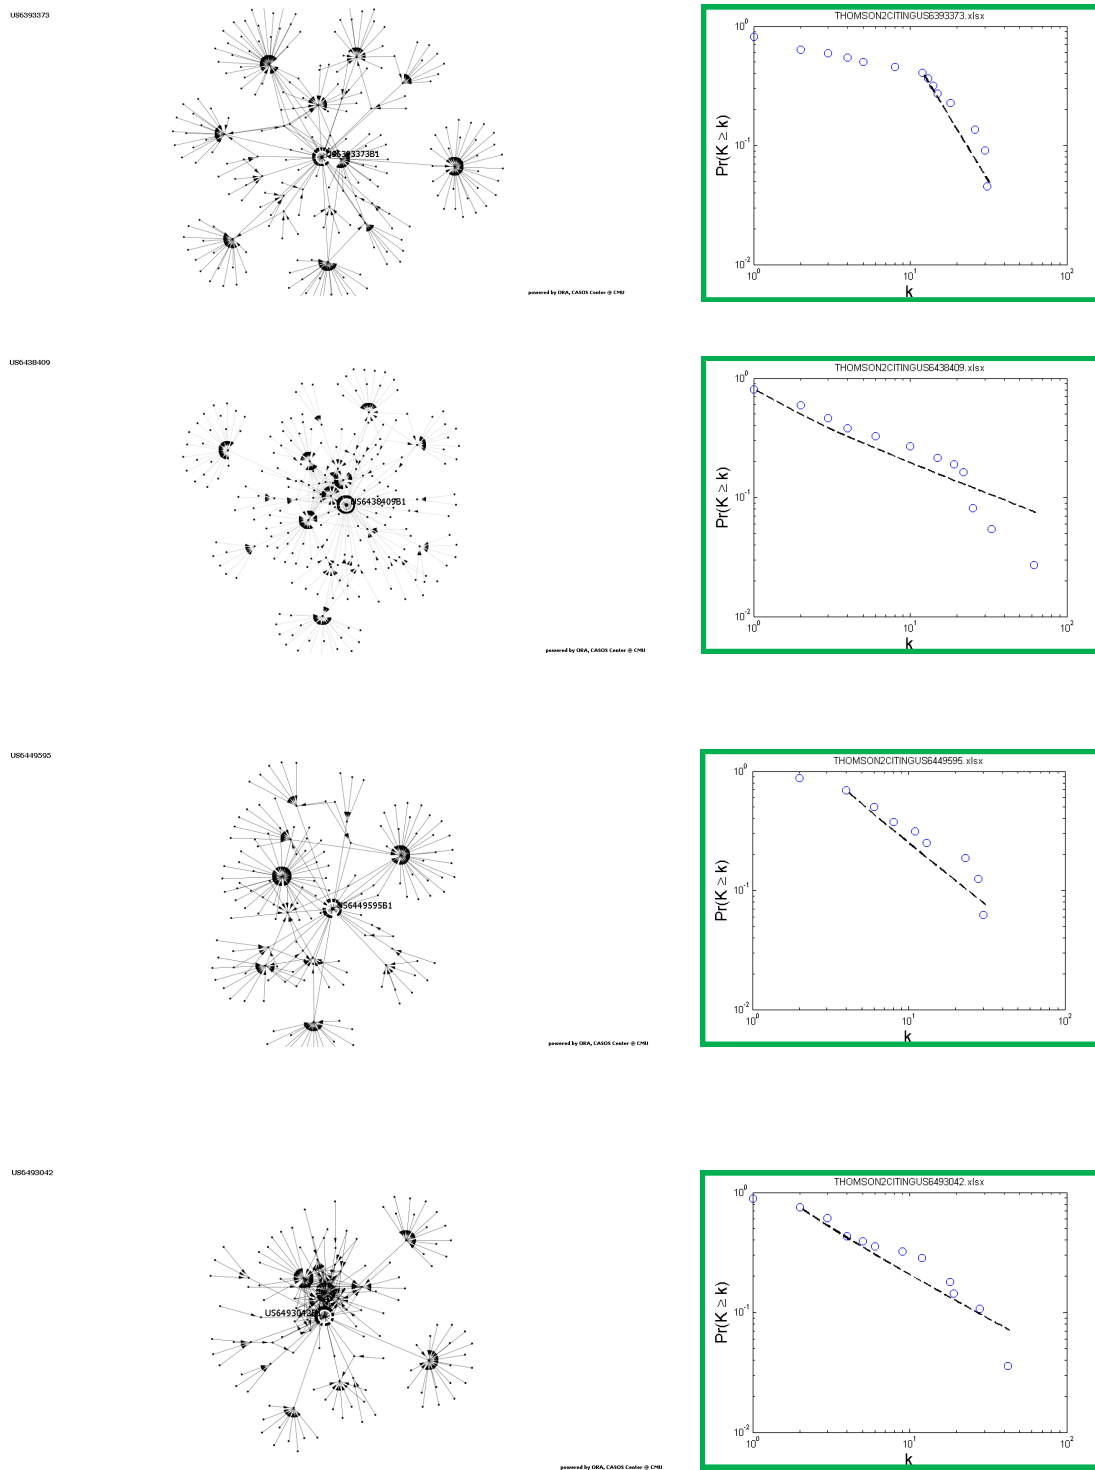 US6393373
THOMSON2CITINGUS6393373.xlsx
10^0
10^-1
10^-2
Pr(K ≥ k)
10^0
10^1
10^2
k
powered by ORA, CASOS Center @ CMU
US6438409
THOMSON2CITINGUS6438409.xlsx
US6438409B1
10^0
10^-1
10^-2
Pr(K ≥ k)
10^0
10^1
10^2
k
powered by ORA, CASOS Center @ CMU
US6449595
THOMSON2CITINGUS6449595.xlsx
US6449595B1
10^0
10^-1
10^-2
Pr(K ≥ k)
10^0
10^1
10^2
k
powered by ORA, CASOS Center @ CMU
US6493042
THOMSON2CITINGUS6493042.xlsx
10^0
10^-1
10^-2
Pr(K ≥ k)
10^0
10^1
10^2
k
powered by ORA, CASOS Center @ CMU